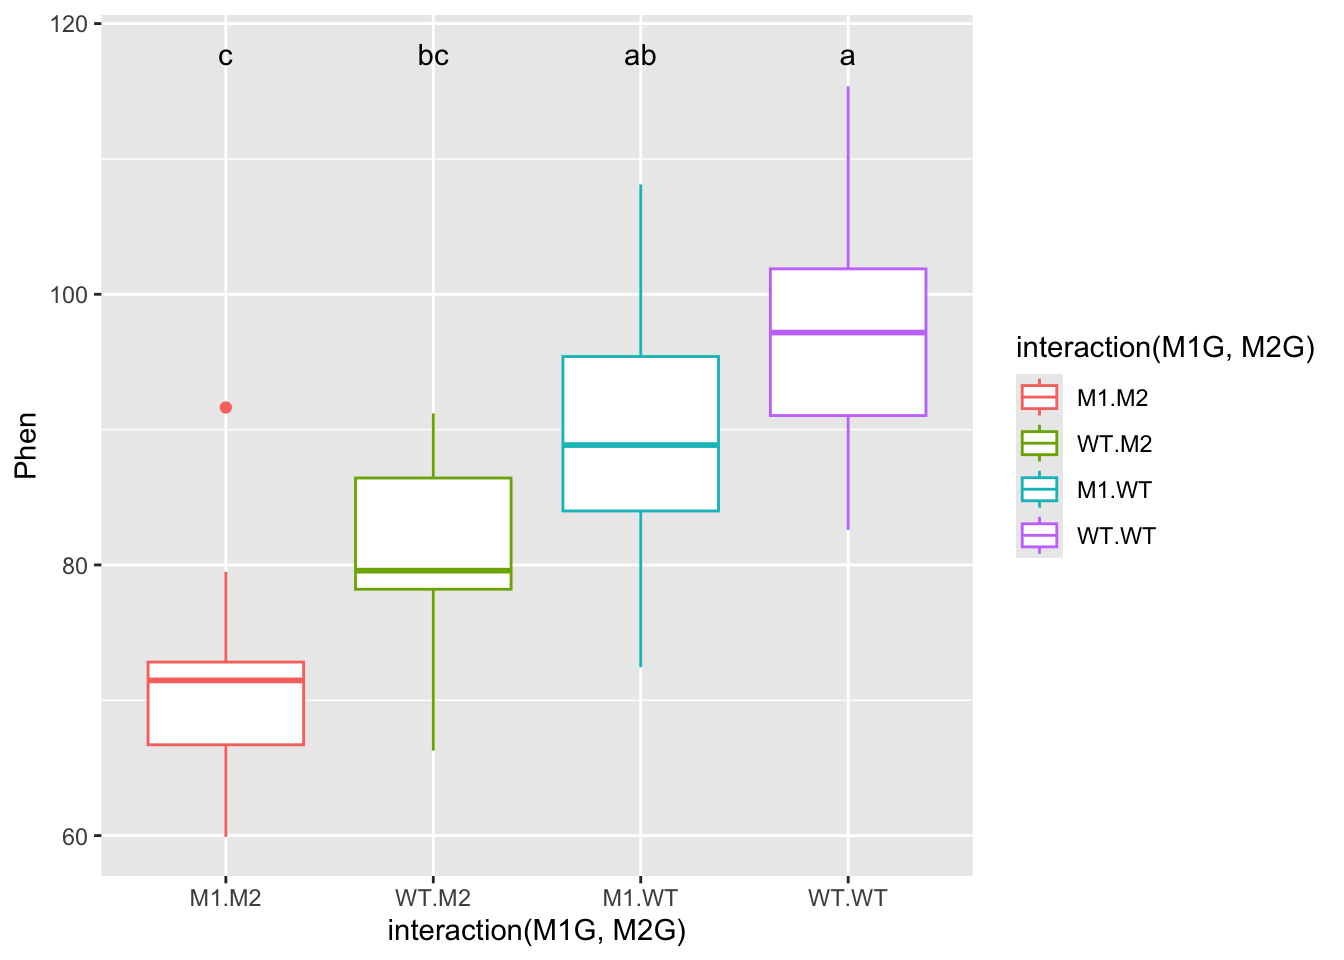 120
100
80
60
Phen
c bc ab a
M1.M2 WT.M2 M1.WT WT.WT
interaction(M1G, M2G)
interaction(M1G, M2G)
M1.M2
WT.M2
M1.WT
WT.WT